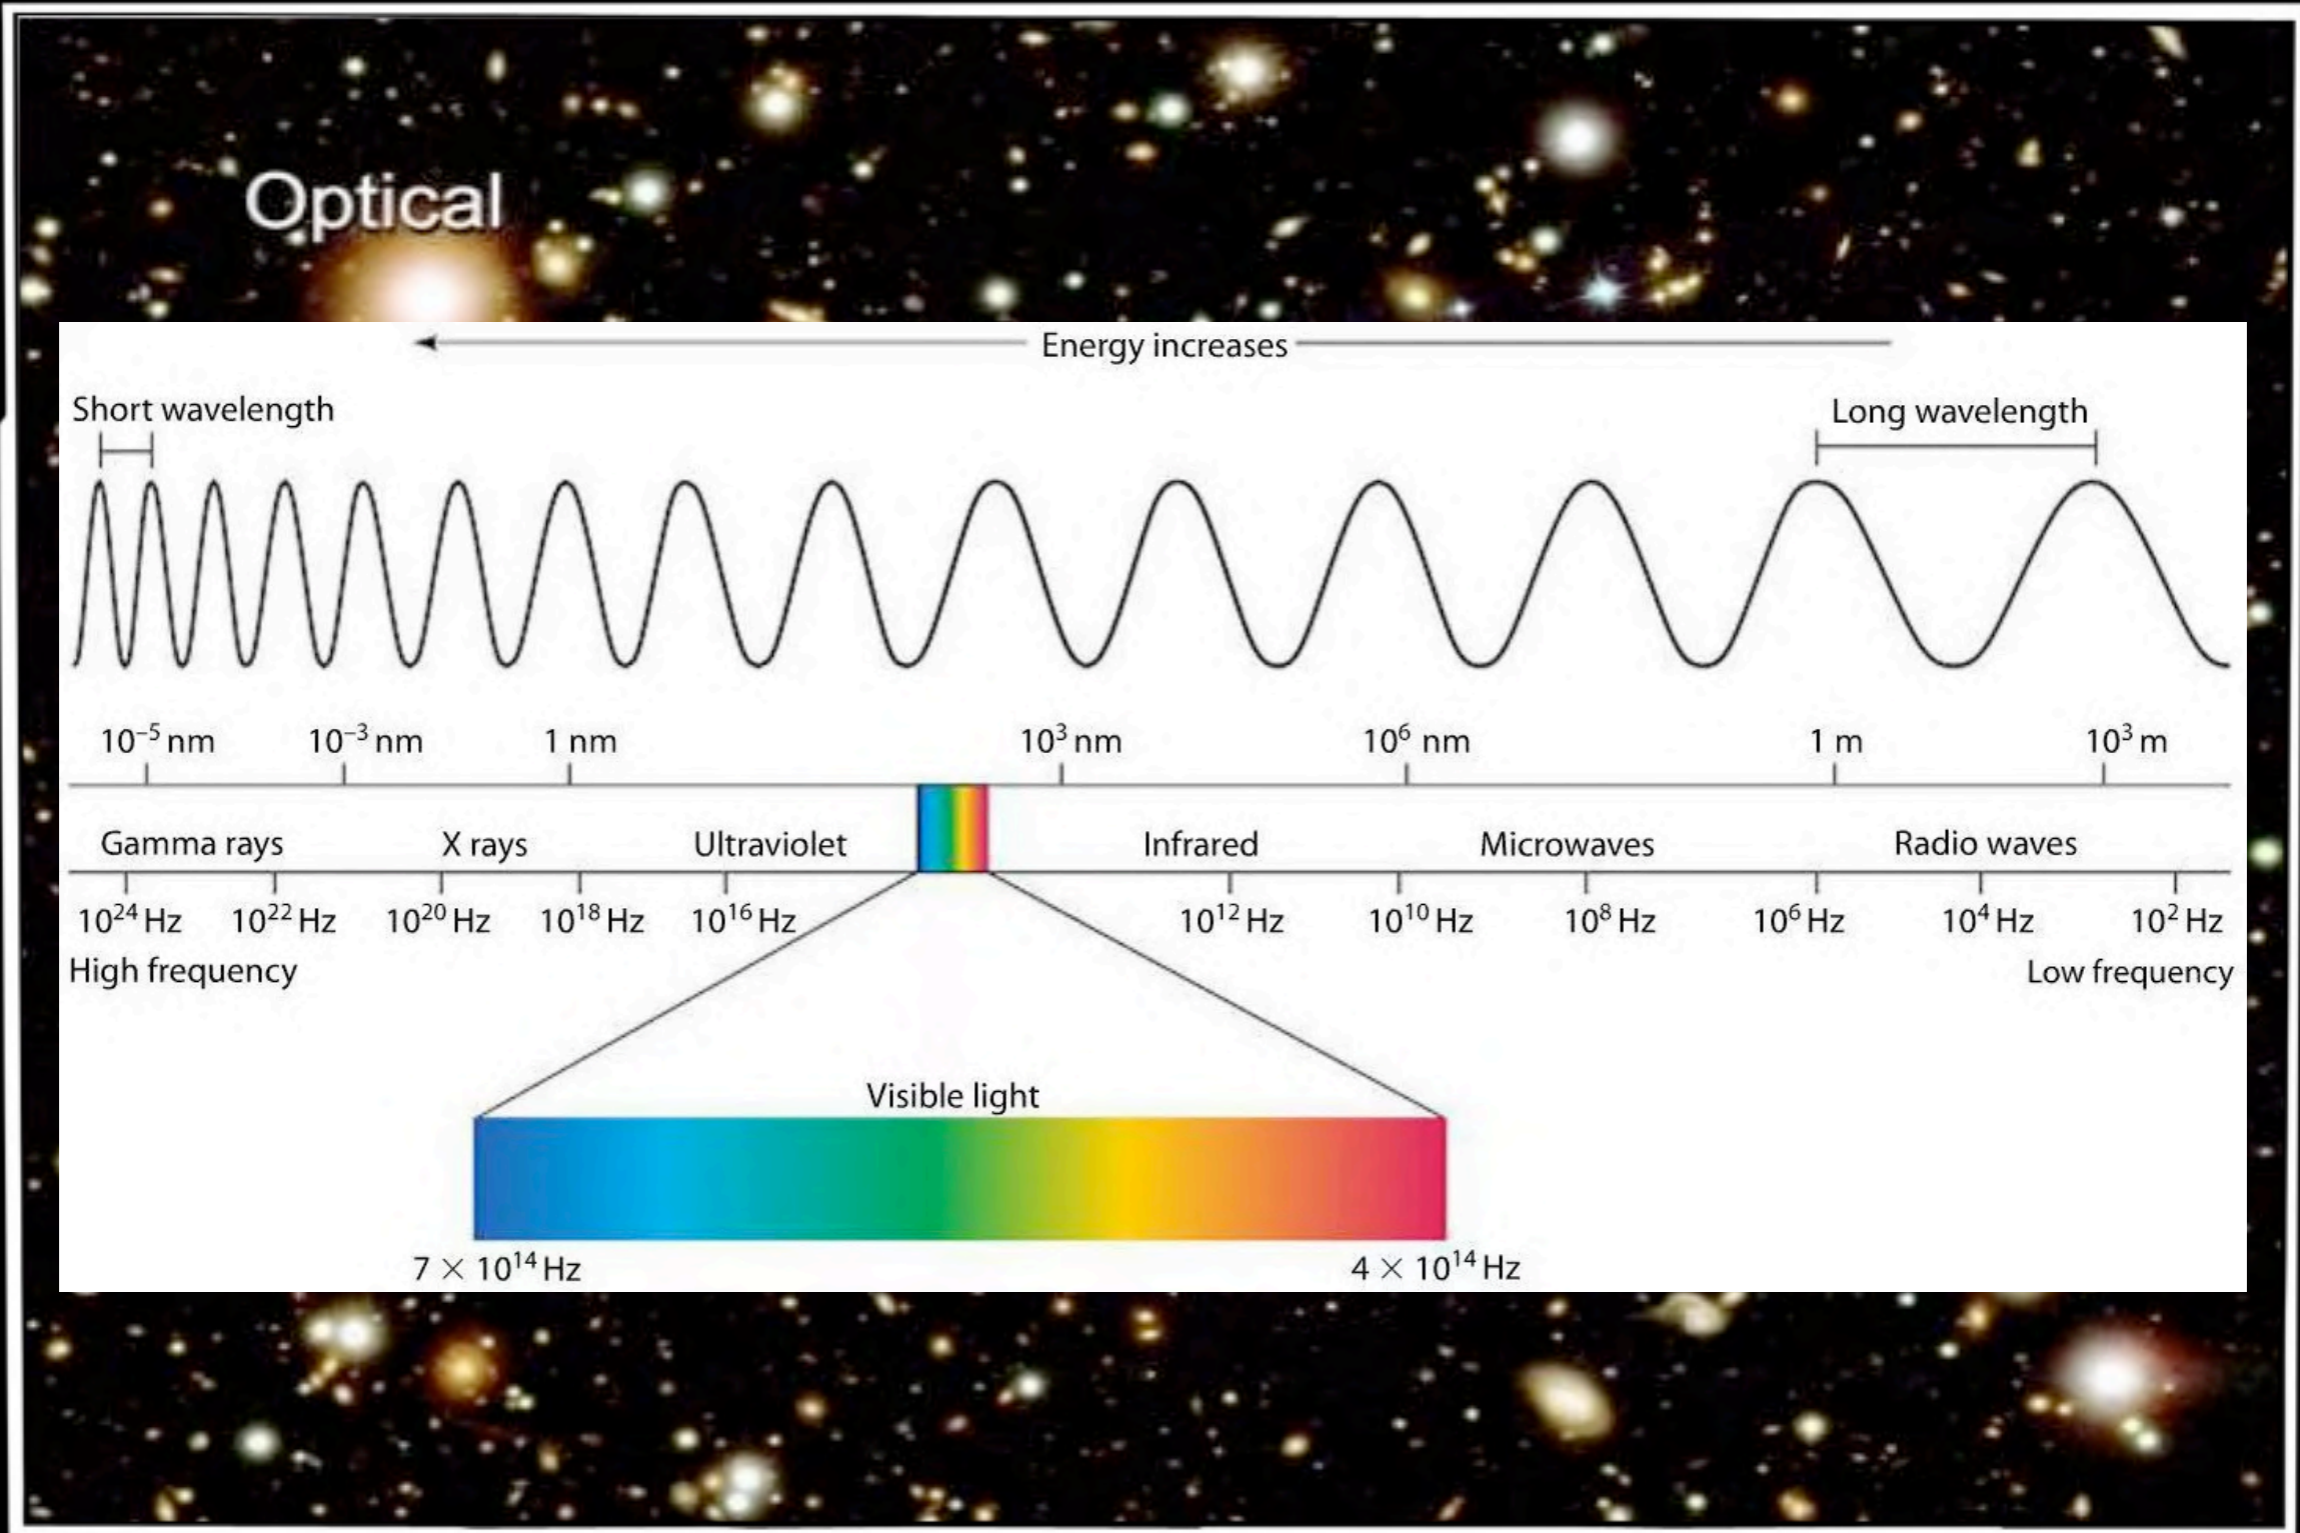 Optical
Energy increases
Short wavelength
Long wavelength
10⁻⁵ nm 10⁻³ nm 1 nm 10³ nm 10⁶ nm 1 m 10³ m
Gamma rays X rays Ultraviolet Infrared Microwaves Radio waves
10²⁴ Hz 10²² Hz 10²⁰ Hz 10¹⁸ Hz 10¹⁶ Hz 10¹² Hz 10¹⁰ Hz 10⁸ Hz 10⁶ Hz 10⁴ Hz 10² Hz
High frequency Low frequency
Visible light
7 × 10¹⁴ Hz 4 × 10¹⁴ Hz